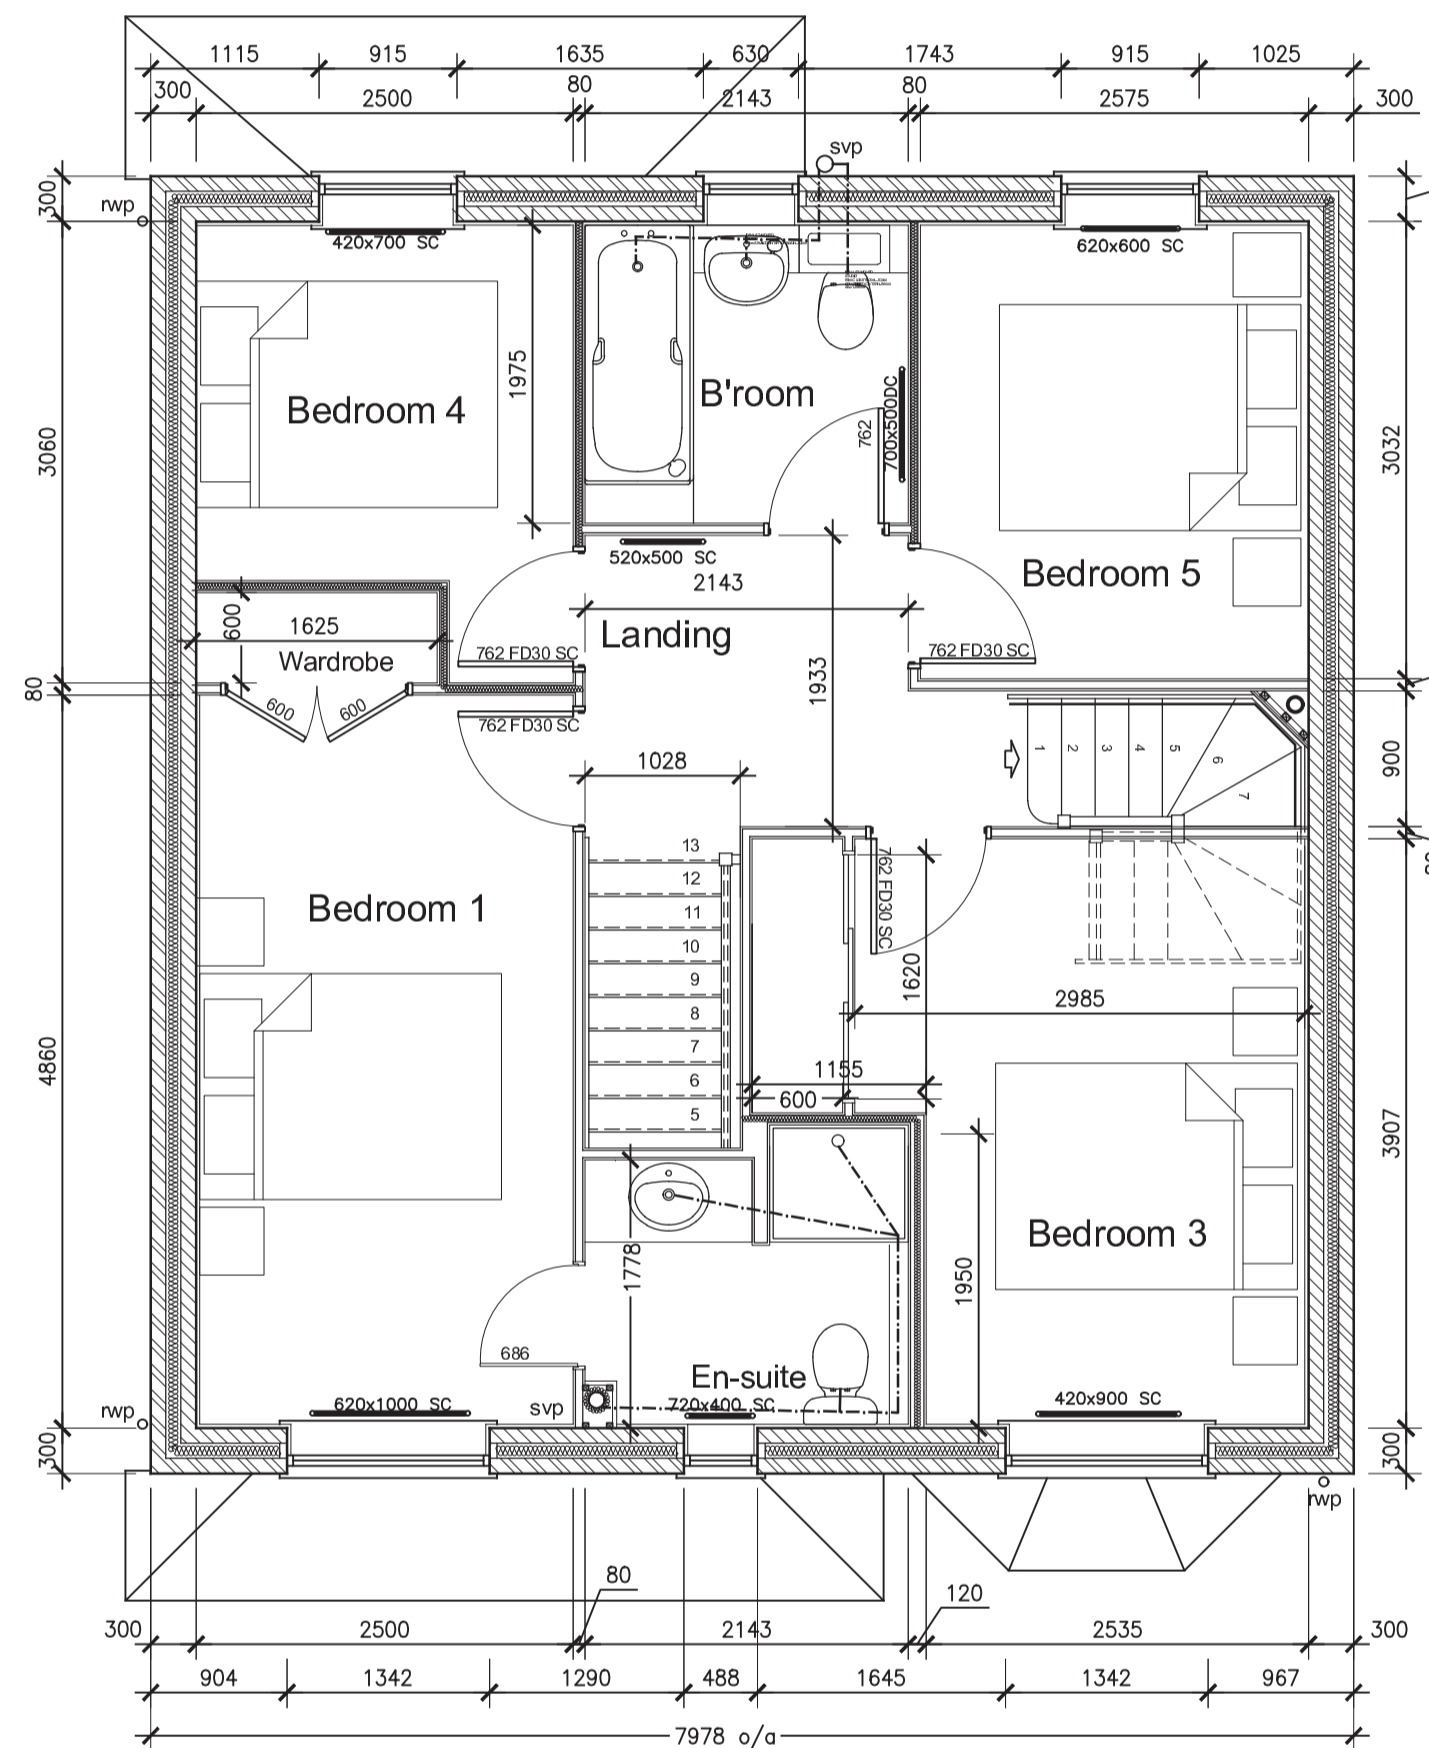 1115 915 1635 630 1743 915 1025
300 2500 80 2143 80 2575 300
svp
300
rwp
300
420x700 SC
620x600 SC
3060
1975
B'room
762
700x500DC
3032
Bedroom 4
520x500 SC
2143
Bedroom 5
600
1625
Wardrobe
Landing
762 FD30 SC
762 FD30 SC
1933
80
600 600
762 FD30 SC
1 2 3 4 5 6 7
900
1028
13
12
11
10
9
8
7
6
5
762 FD30 SC
Bedroom 1
1620
2985
4860
1155
600
3907
1778
1950
Bedroom 3
686
En-suite
620x1000 SC
svp
720x400 SC
420x900 SC
rwp
300
300
rwp
80
120
300 2500 2143 2535 300
904 1342 1290 488 1645 1342 967
7978 o/a